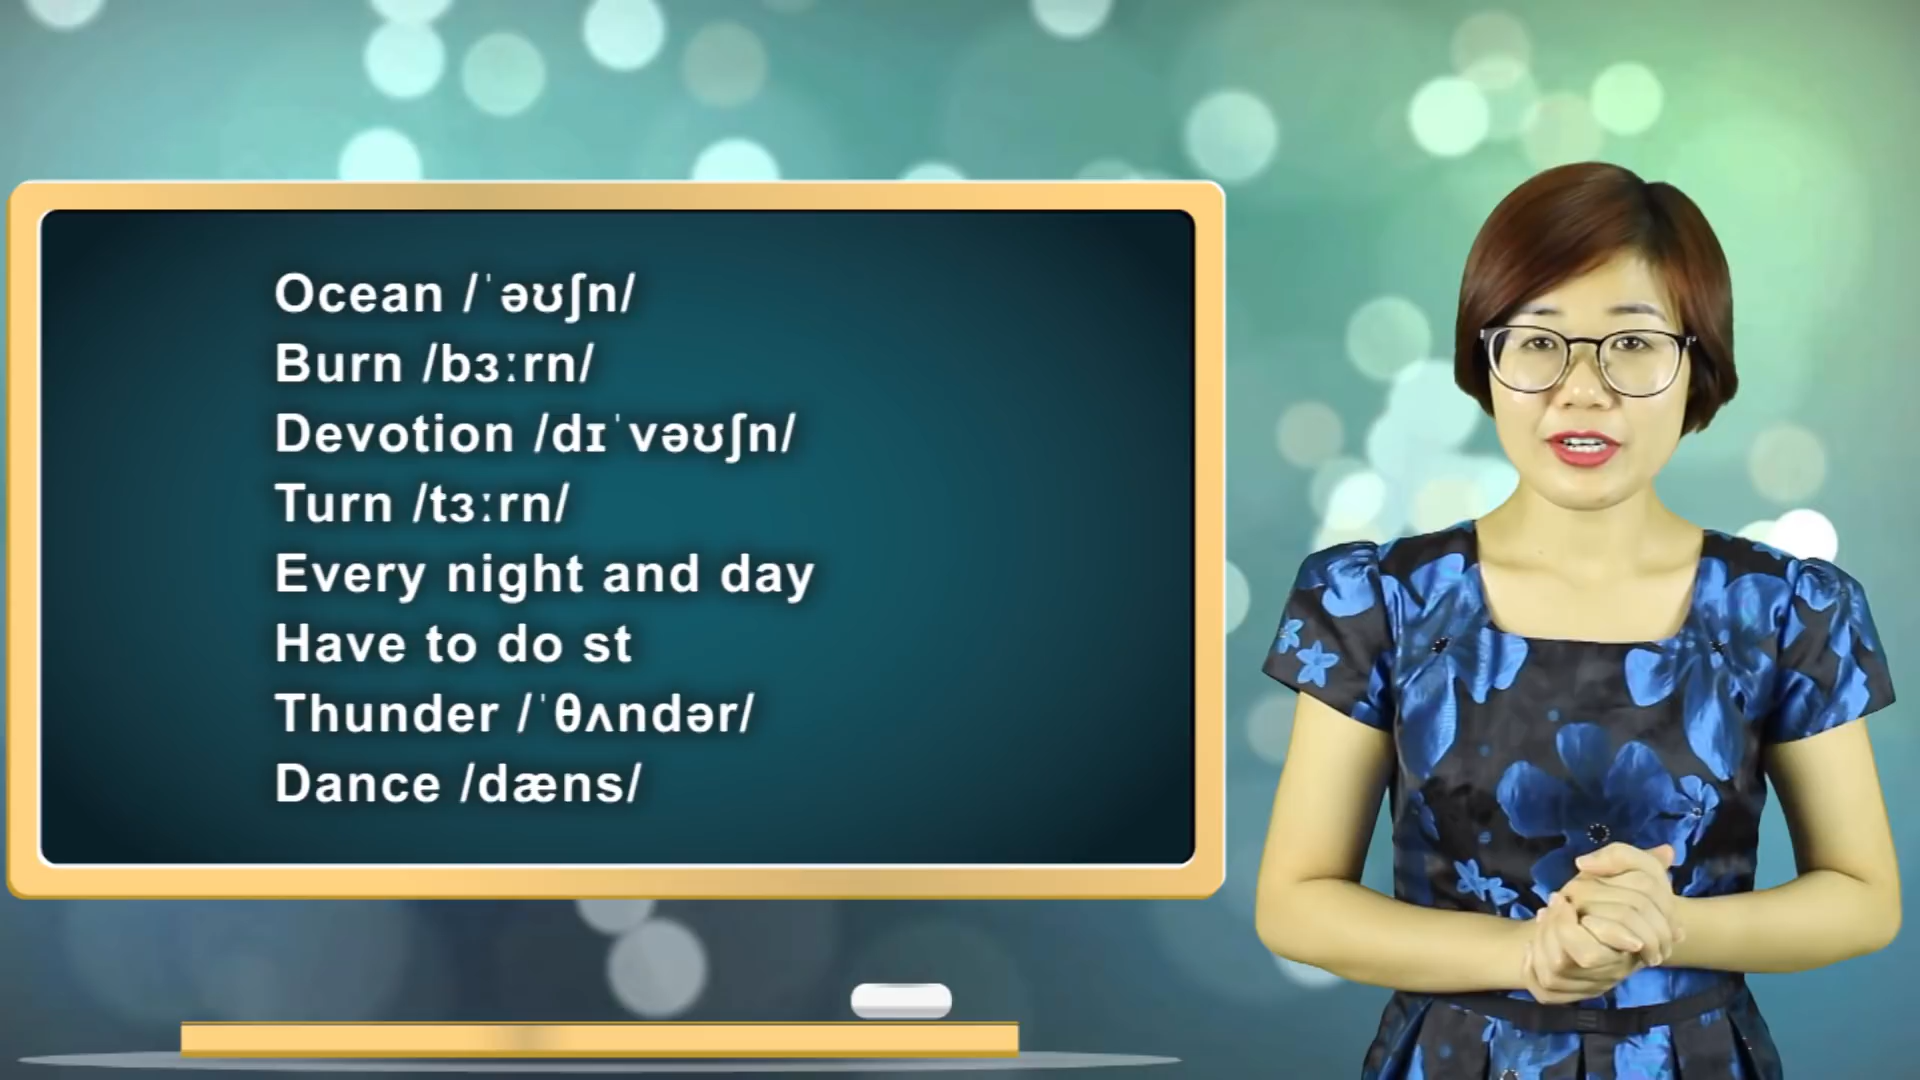 Ocean /ˈəʊʃn/
Burn /bɜːrn/
Devotion /dɪˈvəʊʃn/
Turn /tɜːrn/
Every night and day
Have to do st
Thunder /ˈθʌndər/
Dance /dæns/